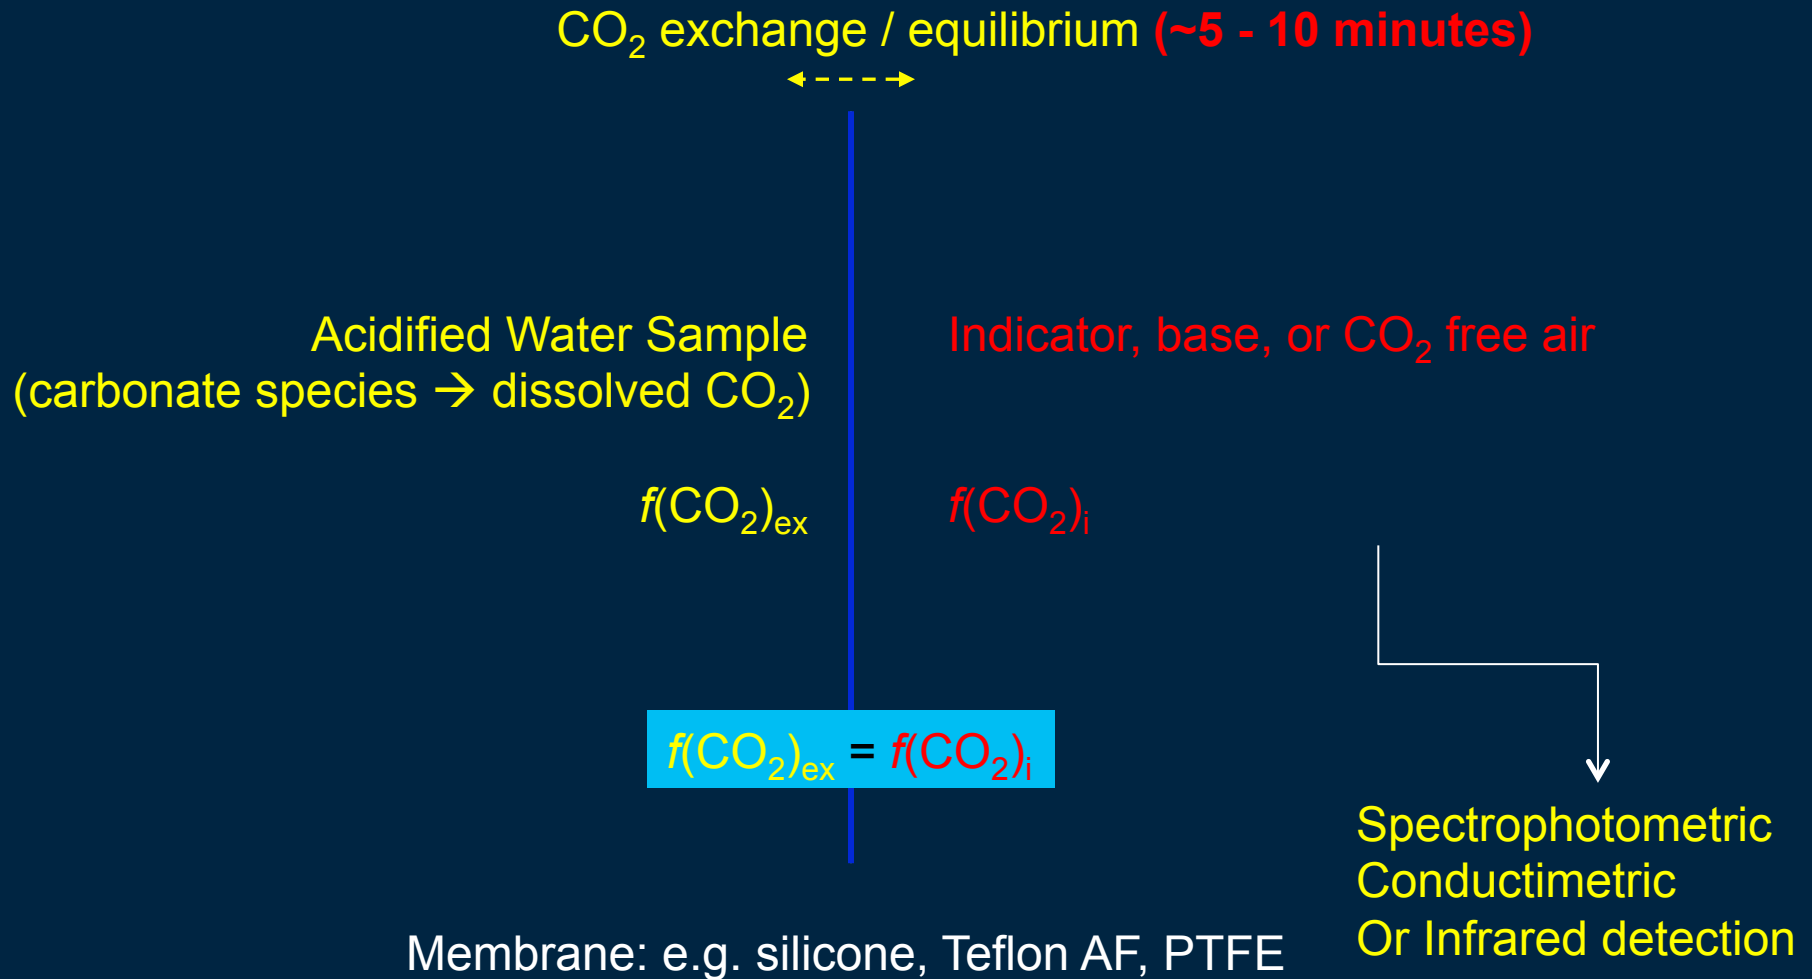 CO₂ exchange / equilibrium (~5 - 10 minutes)
Acidified Water Sample
(carbonate species → dissolved CO₂)
Indicator, base, or CO₂ free air
f(CO₂)ex
f(CO₂)i
f(CO₂)ex = f(CO₂)i
Spectrophotometric
Conductimetric
Or Infrared detection
Membrane: e.g. silicone, Teflon AF, PTFE